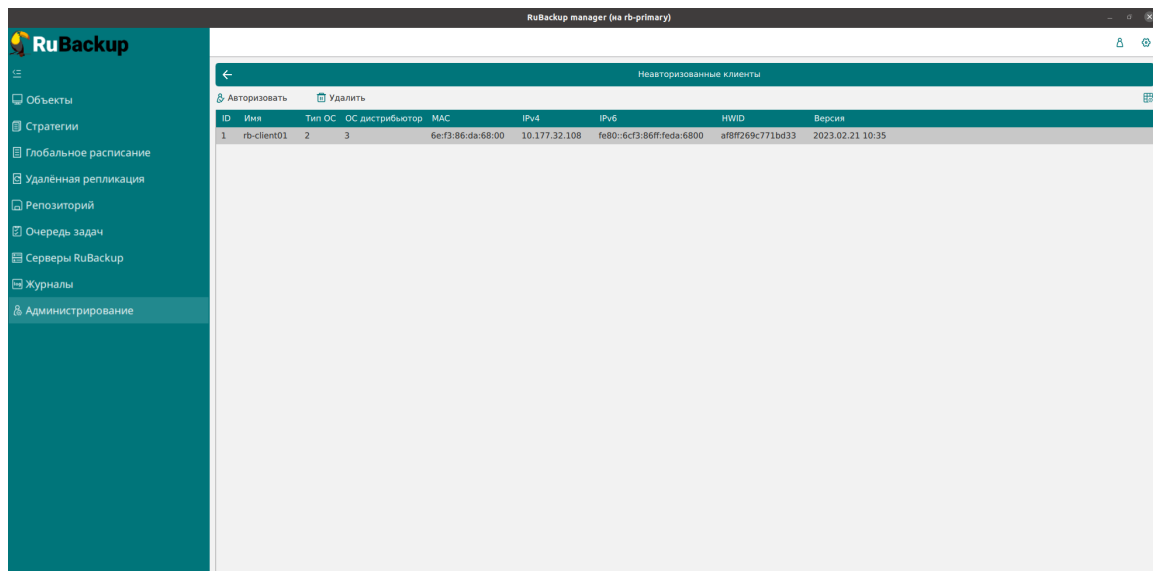 RuBackup manager (на rb-primary)
RuBackup
Неавторизованные клиенты
Объекты
Стратегии
Глобальное расписание
Удалённая репликация
Репозиторий
Очередь задач
Серверы RuBackup
Журналы
Администрирование
Авторизовать Удалить
ID Имя Тип ОС ОС дистрибьютор MAC IPv4 IPv6 HWID Версия
1 rb-client01 2 3 6e:f3:86:da:68:00 10.177.32.108 fe80::6cf3:86ff:feda:6800 af8ff269c771bd33 2023.02.21 10:35